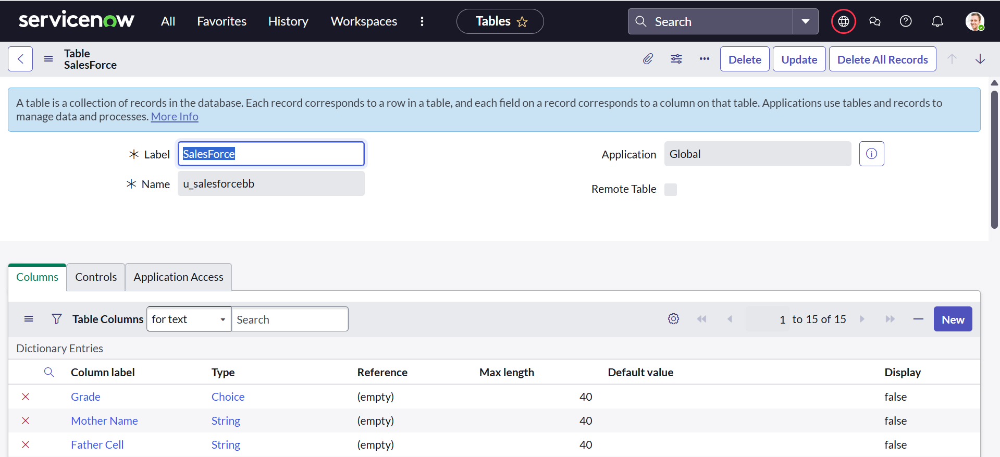 servicenow All Favorites History Workspaces Tables Search
Table
SalesForce
Delete Update Delete All Records
A table is a collection of records in the database. Each record corresponds to a row in a table, and each field on a record corresponds to a column on that table. Applications use tables and records to
manage data and processes. More Info
Label SalesForce Application Global
Name u_salesforcebb Remote Table
Columns Controls Application Access
Table Columns for text Search 1 to 15 of 15 New
Dictionary Entries
Column label Type Reference Max length Default value Display
Grade Choice (empty) 40 false
Mother Name String (empty) 40 false
Father Cell String (empty) 40 false